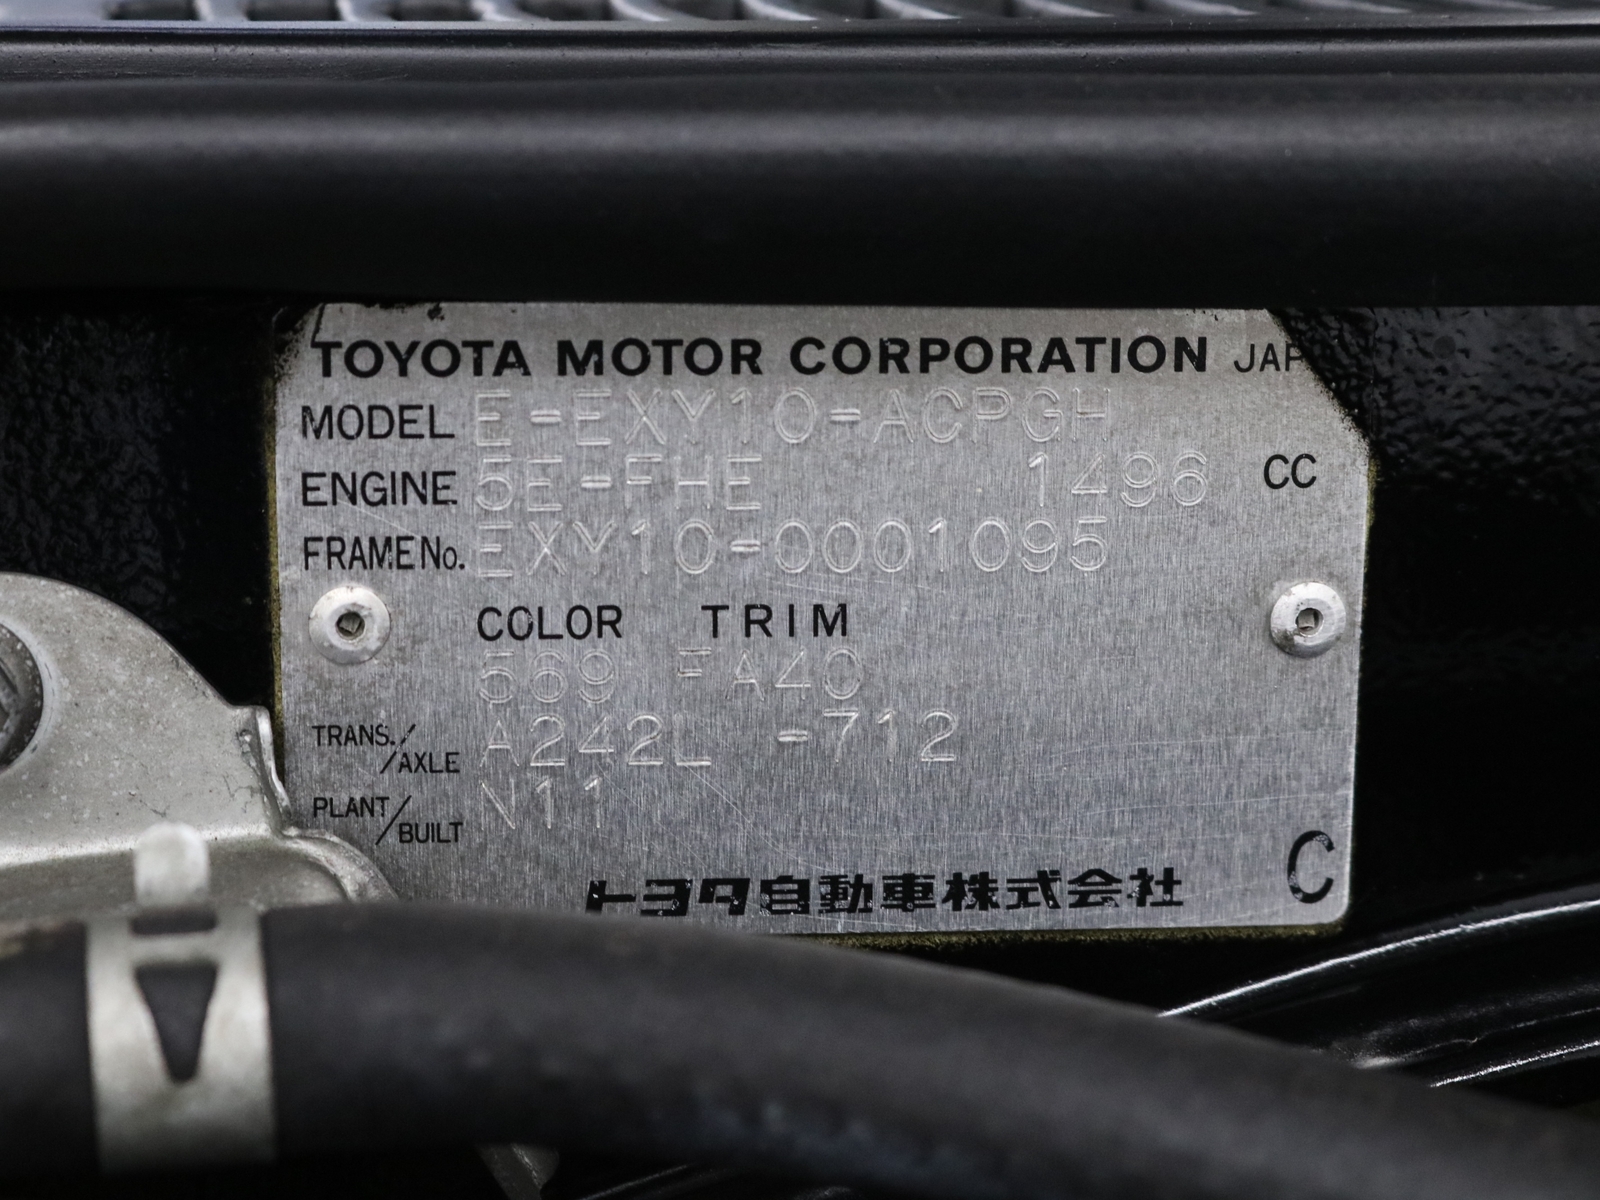 TOYOTA MOTOR CORPORATION JAP
MODEL E-EXY10-ACPGH
ENGINE 5E-FHE 1496 CC
FRAME No. EXY10-0001095
COLOR TRIM
569 FA40
TRANS./AXLE A242L -712
PLANT/BUILT N11
トヨタ自動車株式会社 C